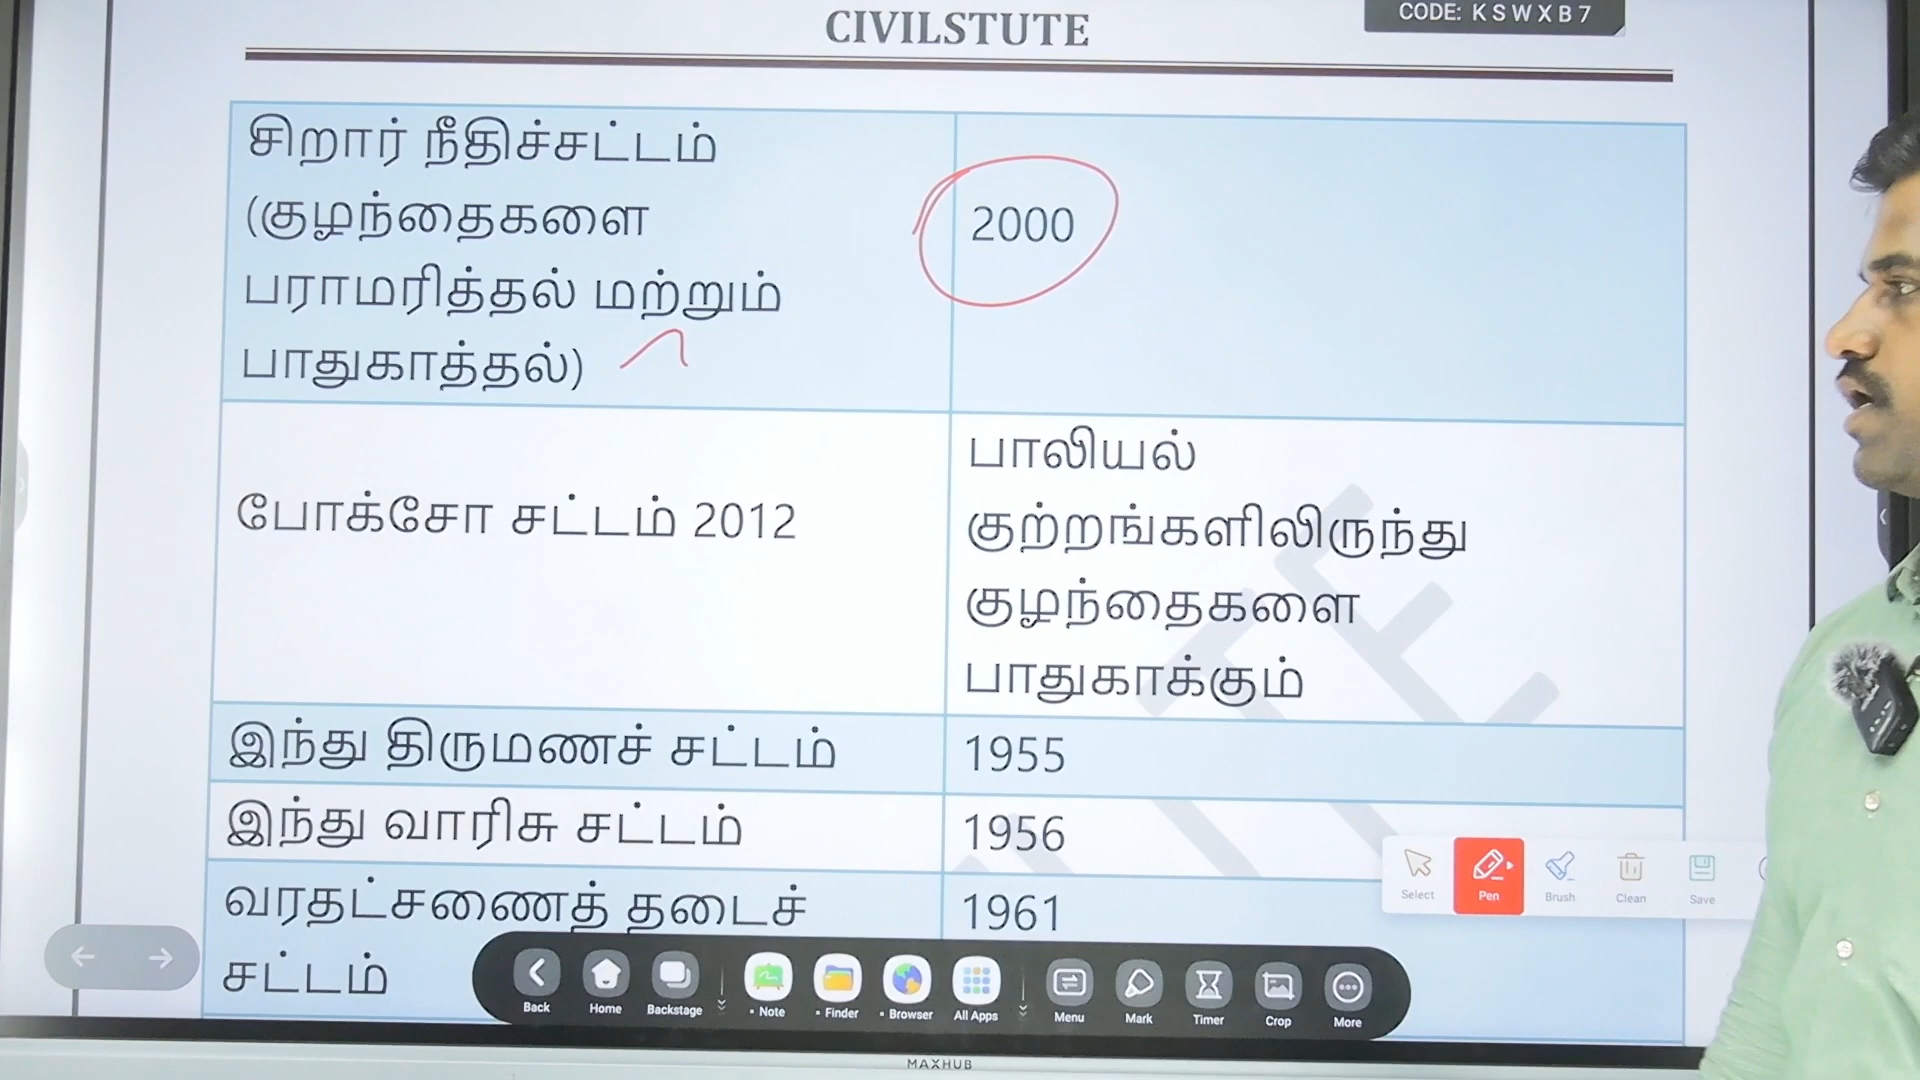 CIVILSTUTE
CODE: KSWXB7
சிறார் நீதிச்சட்டம்
(குழந்தைகளை
பராமரித்தல் மற்றும்
பாதுகாத்தல்)
2000
போக்சோ சட்டம் 2012
பாலியல்
குற்றங்களிலிருந்து
குழந்தைகளை
பாதுகாக்கும்
இந்து திருமணச் சட்டம்
1955
இந்து வாரிசு சட்டம்
1956
வரதட்சணைத் தடைச்
சட்டம்
1961
Select
Pen
Brush
Clean
Save
Back
Home
Backstage
Note
Finder
Browser
All Apps
Menu
Mark
Timer
Crop
More
MAXHUB